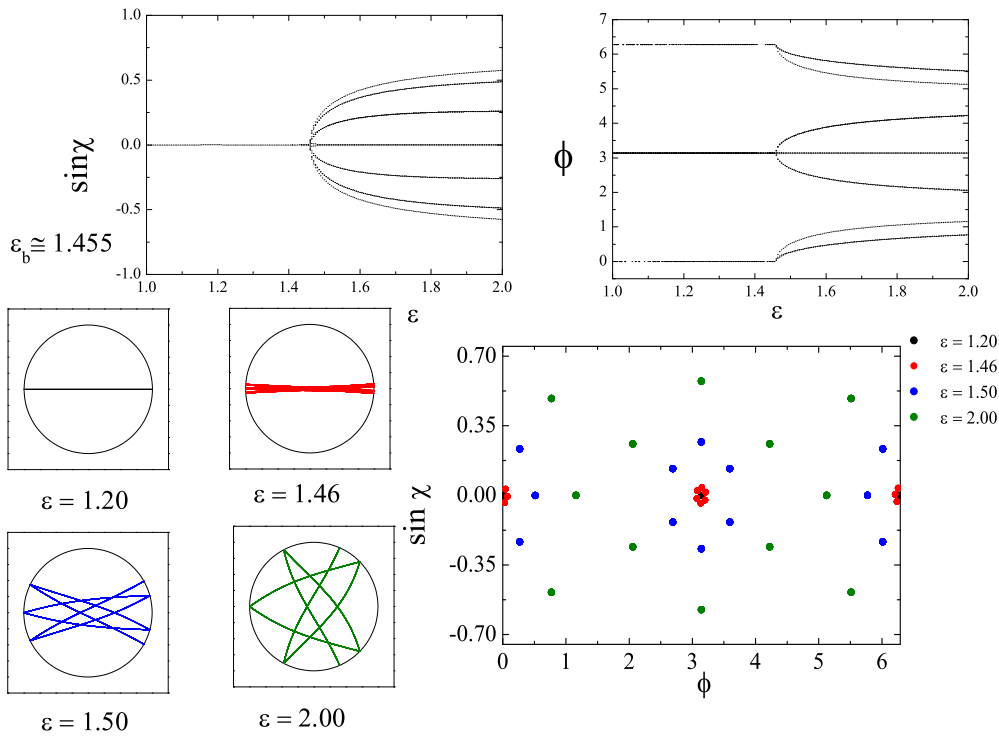 1.0
0.5
0.0
-0.5
-1.0
sinχ
1.0
1.2
1.4
1.6
1.8
2.0
ε
ε_b ≅ 1.455
7
6
5
4
3
2
1
0
ϕ
1.0
1.2
1.4
1.6
1.8
2.0
ε
ε = 1.20
ε = 1.46
ε = 1.50
ε = 2.00
0.70
0.35
0.00
-0.35
-0.70
sin χ
0
1
2
3
4
5
6
ϕ
ε = 1.20
ε = 1.46
ε = 1.50
ε = 2.00